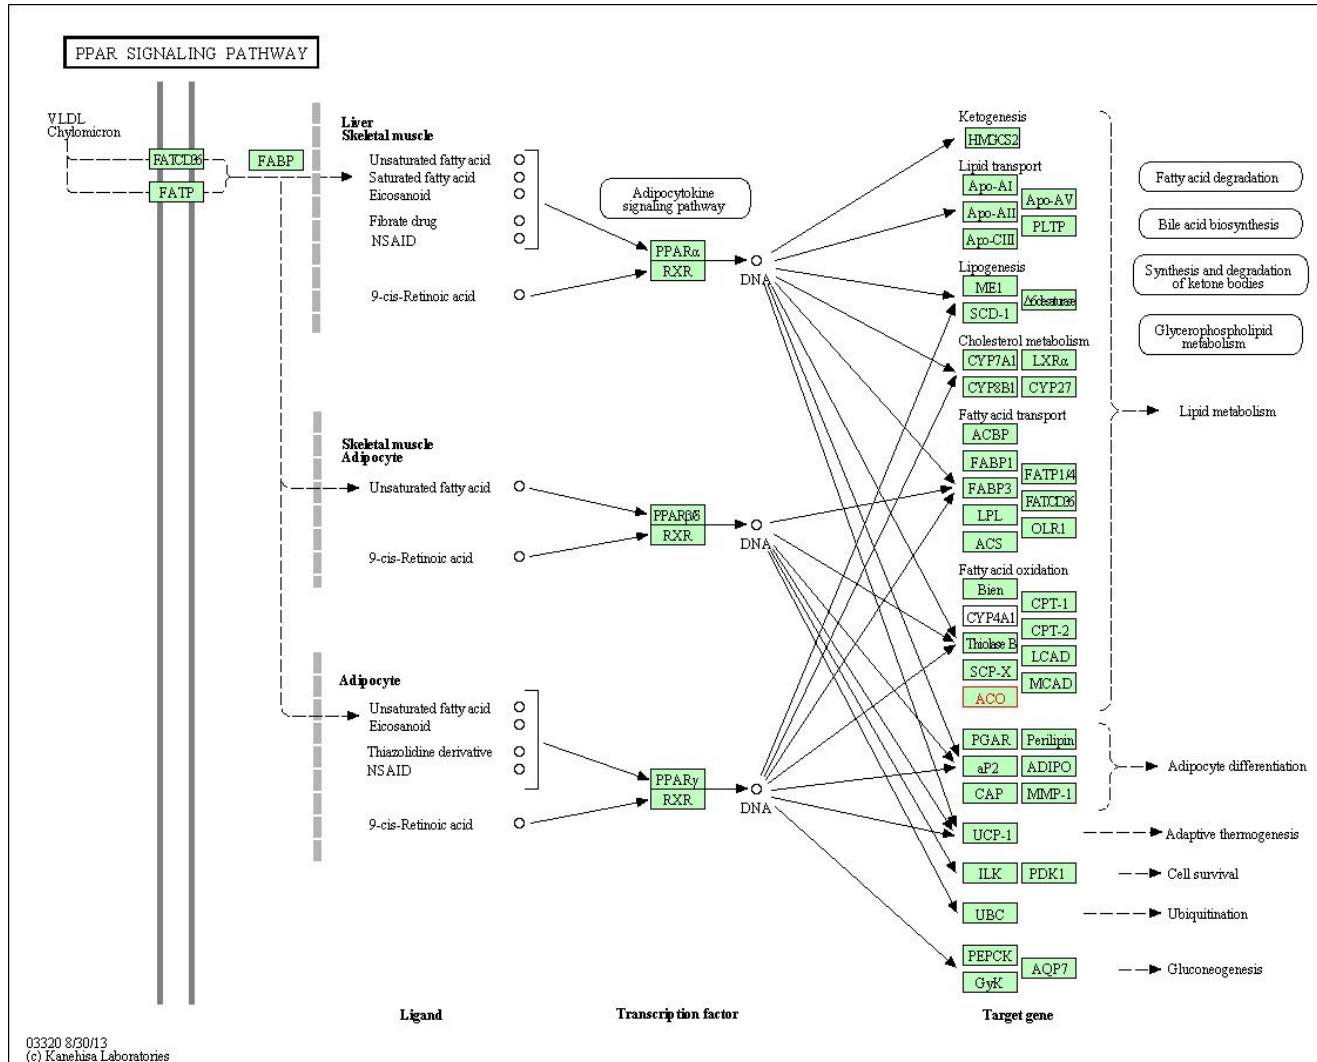 PPAR SIGNALING PATHWAY
VLDL
Chylomicron
FATCD36
FATP
FABP
Liver
Skeletal muscle
Unsaturated fatty acid
Saturated fatty acid
Eicosanoid
Fibrate drug
NSAID
9-cis-Retinoic acid
Adipocytokine
signaling pathway
PPARα
RXR
DNA
Skeletal muscle
Adipocyte
Unsaturated fatty acid
9-cis-Retinoic acid
PPARβ/δ
RXR
DNA
Adipocyte
Unsaturated fatty acid
Eicosanoid
Thiazolidine derivative
NSAID
9-cis-Retinoic acid
PPARγ
RXR
DNA
Ketogenesis
HMGCS2
Lipid transport
Apo-AI
Apo-AII
Apo-CIII
Apo-AV
PLTP
Lipogenesis
ME1
SCD-1
Δ6desaturase
Cholesterol metabolism
CYP7A1
LXRα
CYP8B1
CYP27
Fatty acid transport
ACBP
FABP1
FABP3
LPL
ACS
FATP1/4
FATCD36
OLR1
Fatty acid oxidation
Bien
CYP4A1
Thiolase B
SCP-X
ACO
CPT-1
CPT-2
LCAD
MCAD
PGAR
Perilipin
aP2
ADIPO
CAP
MMP-1
UCP-1
ILK
PDK1
UBC
PEPCK
GyK
AQP7
Fatty acid degradation
Bile acid biosynthesis
Synthesis and degradation
of ketone bodies
Glycerophospholipid
metabolism
Lipid metabolism
Adipocyte differentiation
Adaptive thermogenesis
Cell survival
Ubiquitination
Gluconeogenesis
Ligand
Transcription factor
Target gene
03320 8/30/13
(c) Kanehisa Laboratories